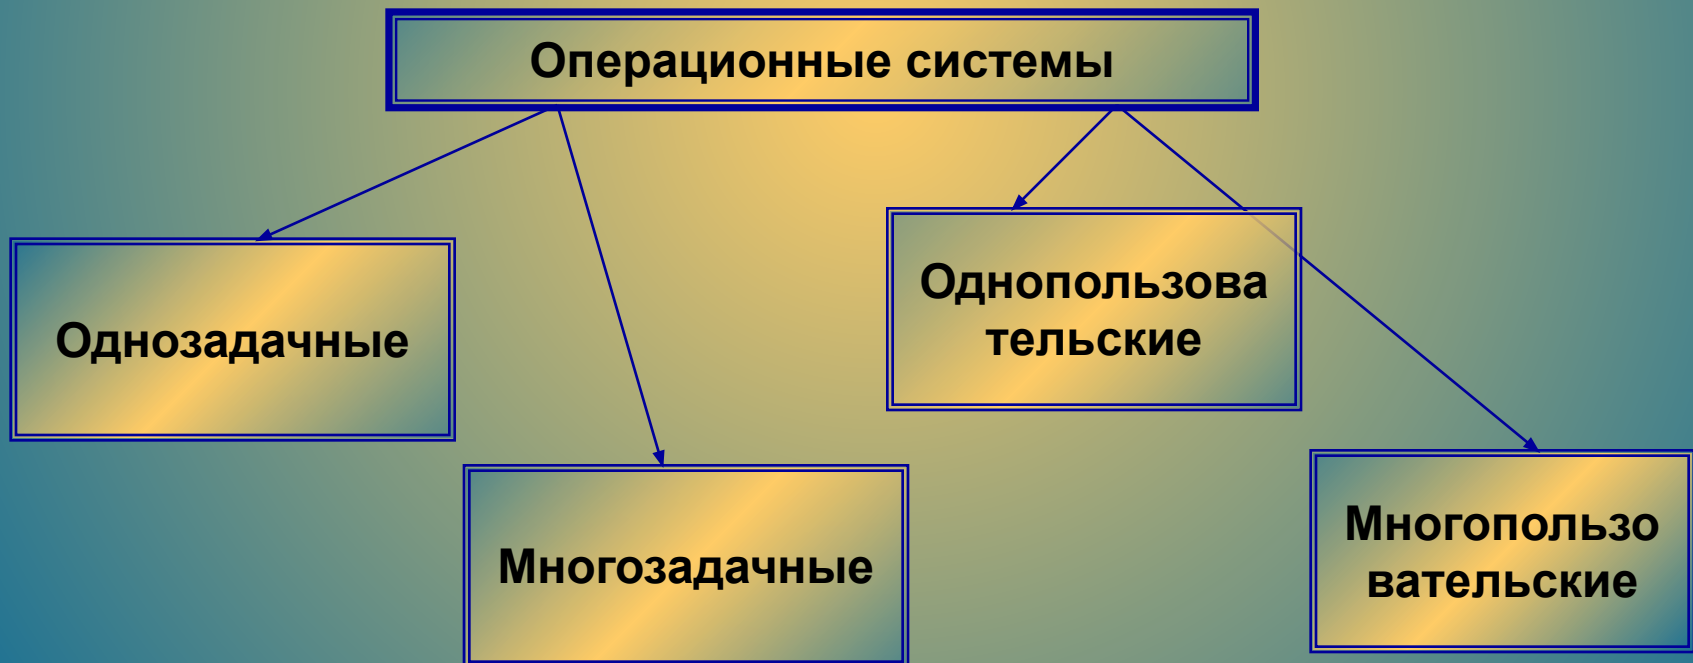 Операционные системы
Однозадачные
Многозадачные
Однопользова
тельские
Многопользо
вательские